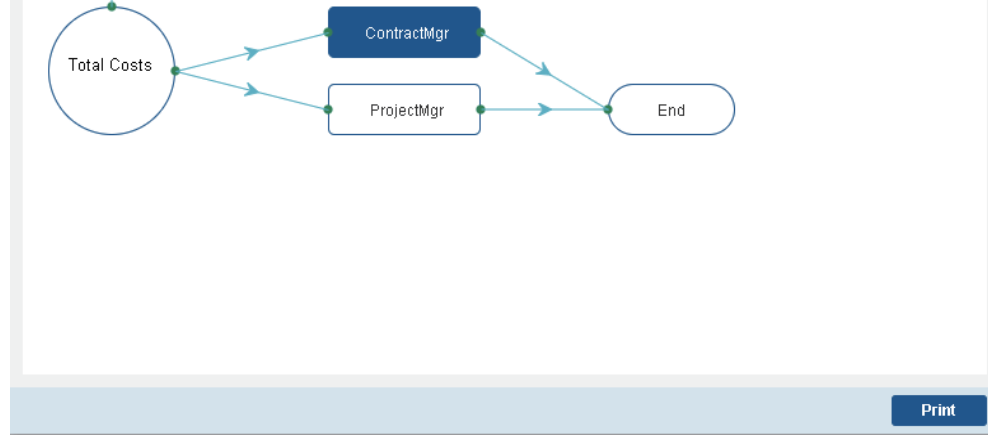 ContractMgr
Total Costs
ProjectMgr
End
Print